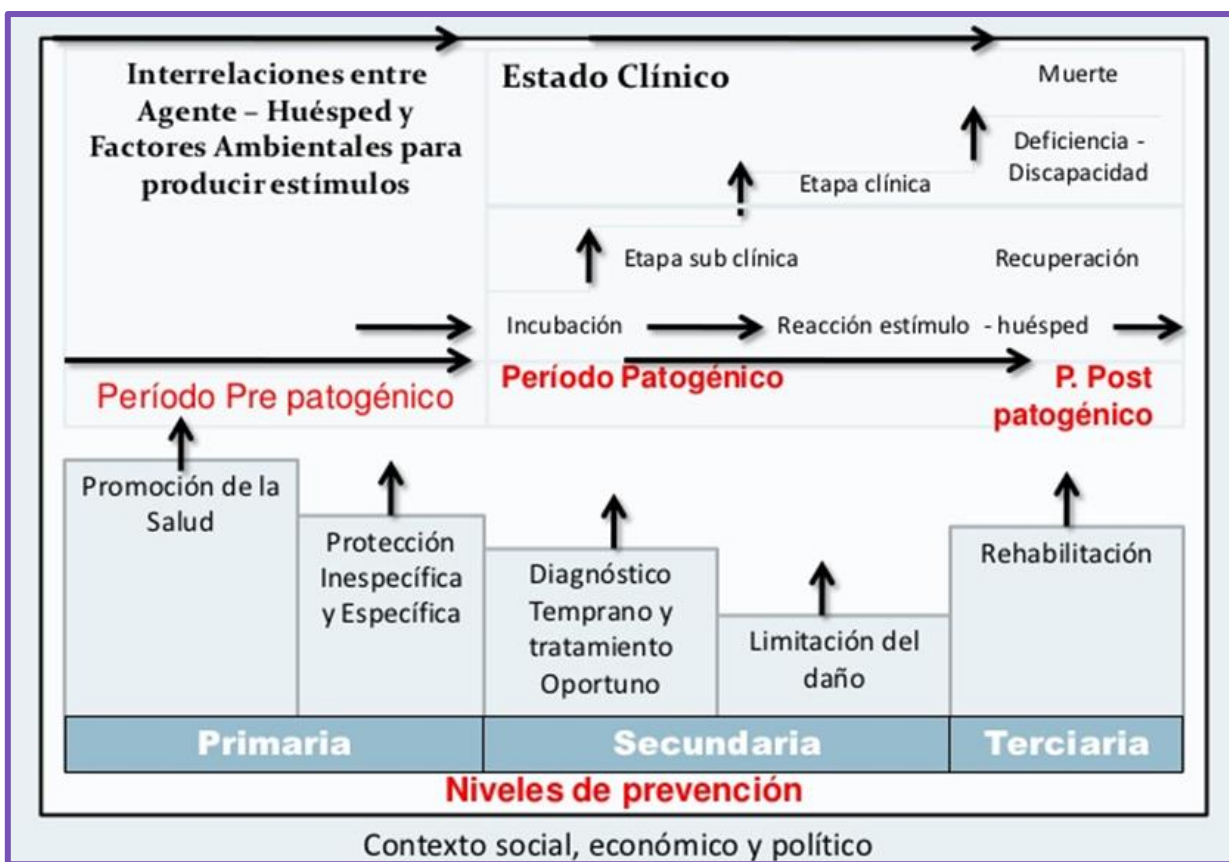 Interrelaciones entre
Agente – Huésped y
Factores Ambientales para
producir estímulos
Estado Clínico
Muerte
Deficiencia -
Discapacidad
Etapa clínica
Etapa sub clínica
Recuperación
Incubación
Reacción estímulo - huésped
Período Pre patogénico
Período Patogénico
P. Post
patogénico
Promoción de la
Salud
Protección
Inespecífica
y Específica
Diagnóstico
Temprano y
tratamiento
Oportuno
Limitación del
daño
Rehabilitación
Primaria
Secundaria
Terciaria
Niveles de prevención
Contexto social, económico y político